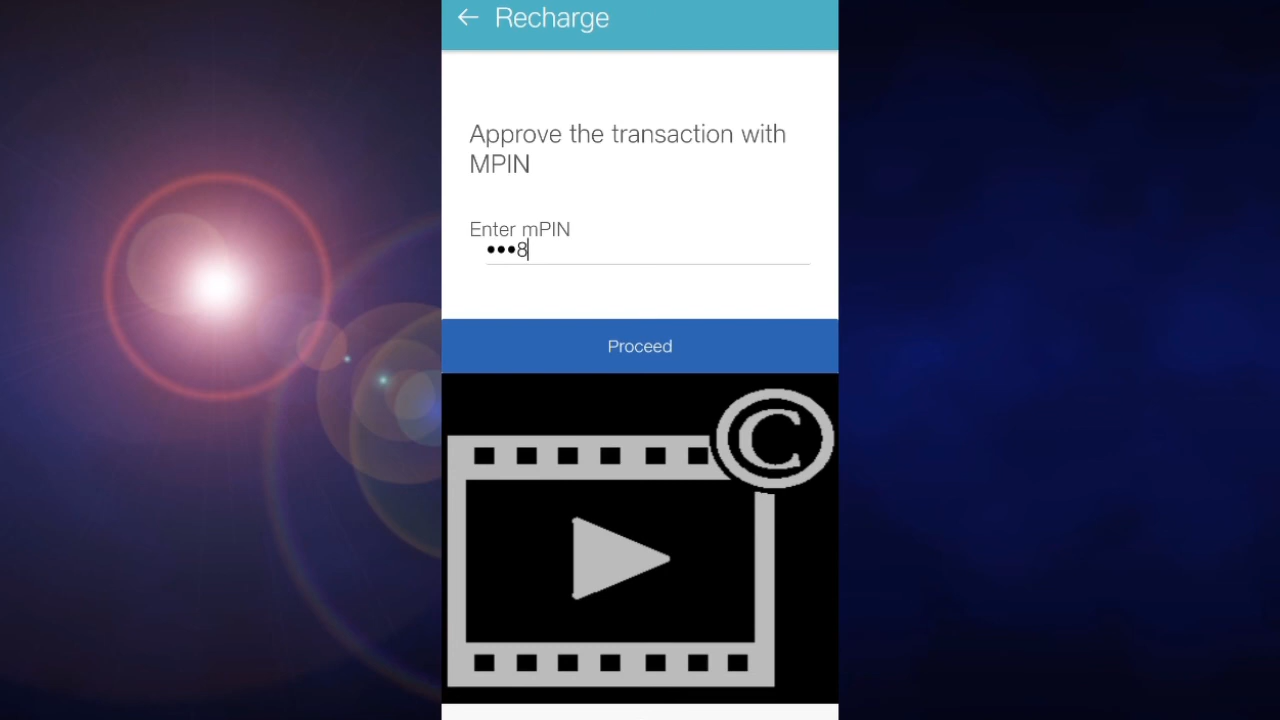 ← Recharge
Approve the transaction with
MPIN
Enter mPIN
•••8
Proceed
©